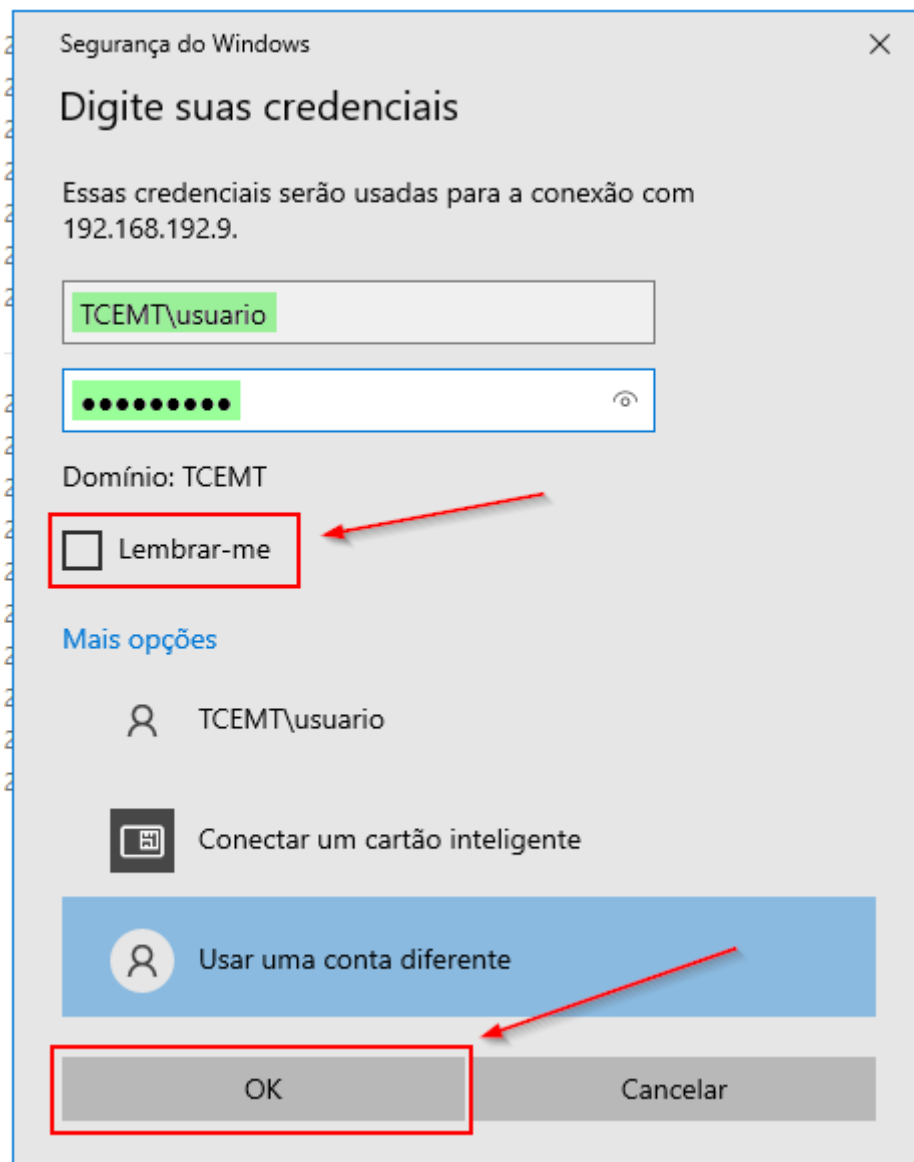 Segurança do Windows
Digite suas credenciais
Essas credenciais serão usadas para a conexão com
192.168.192.9.
TCEMT\usuario
●●●●●●●●●
Domínio: TCEMT
Lembrar-me
Mais opções
TCEMT\usuario
Conectar um cartão inteligente
Usar uma conta diferente
OK
Cancelar